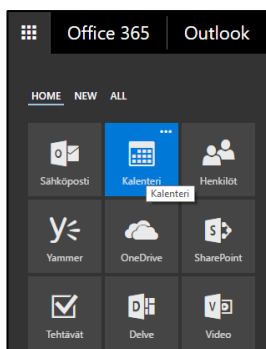 Office 365 Outlook
HOME NEW ALL
Sähköposti Kalenteri Henkilöt
Kalenteri
Yammer OneDrive SharePoint
Tehtävät Delve Video